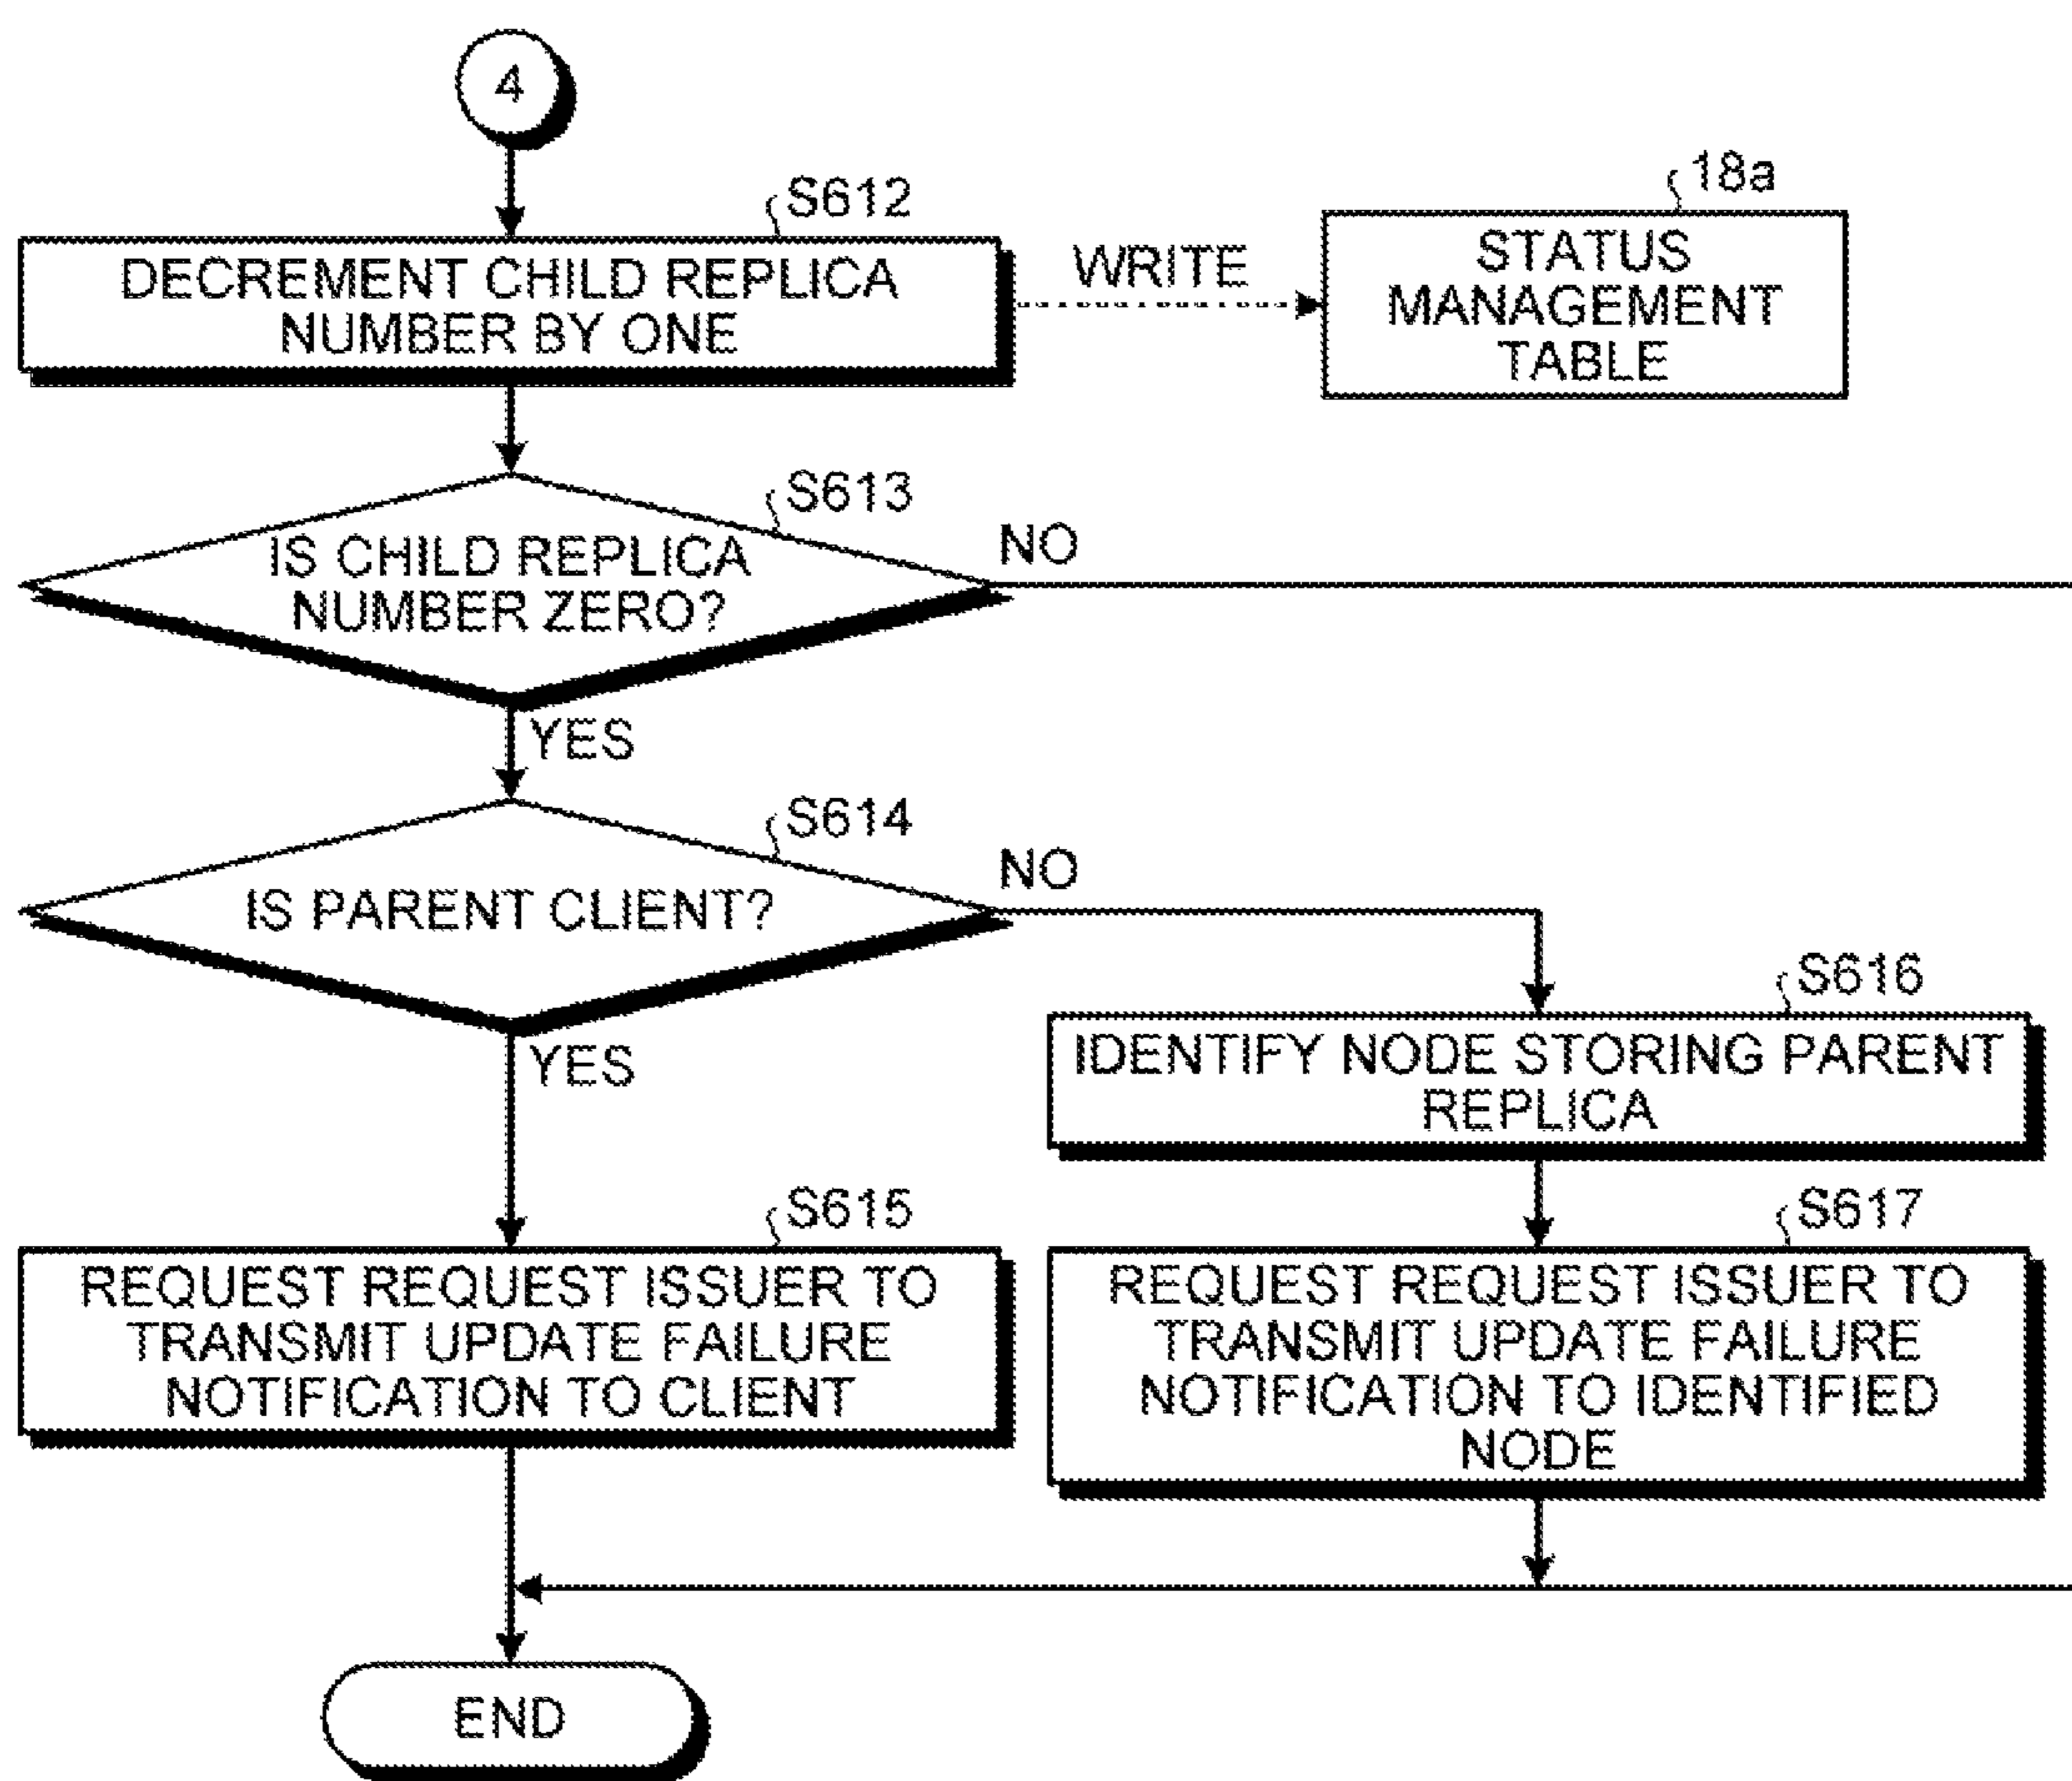 4
S612
DECREMENT CHILD REPLICA
NUMBER BY ONE
WRITE
18a
STATUS
MANAGEMENT
TABLE
S613
IS CHILD REPLICA
NUMBER ZERO?
NO
YES
S614
IS PARENT CLIENT?
NO
YES
S616
IDENTIFY NODE STORING PARENT
REPLICA
S615
REQUEST REQUEST ISSUER TO
TRANSMIT UPDATE FAILURE
NOTIFICATION TO CLIENT
S617
REQUEST REQUEST ISSUER TO
TRANSMIT UPDATE FAILURE
NOTIFICATION TO IDENTIFIED
NODE
END